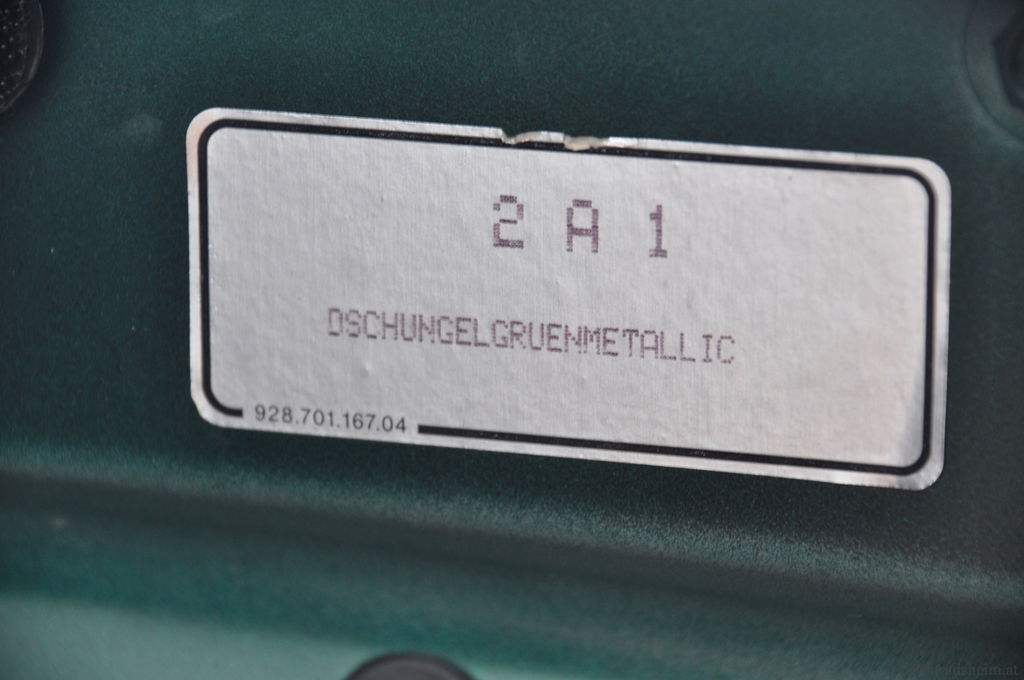 2 A 1
DSCHUNGELGRUENMETALLIC
928.701.167.04